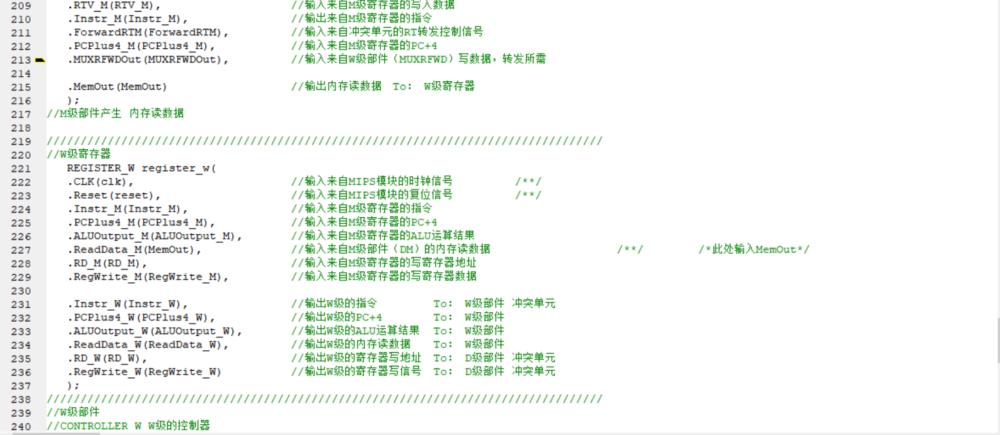 209 .RTV_M(RTV_M), //输入来自M级寄存器的写入数据
210 .Instr_M(Instr_M), //输出来自M级寄存器的指令
211 .ForwardRTM(ForwardRTM), //输入来自冲突单元的RT转发控制信号
212 .PCPlus4_M(PCPlus4_M), //输入来自M级寄存器的PC+4
213 .MUXRFWDOut(MUXRFWDOut), //输入来自W级部件（MUXRFWD）写数据，转发所需
214
215 .MemOut(MemOut) //输出内存读数据 To: W级寄存器
216 );
217 //M级部件产生 内存读数据
218
219 //////////////////////////////////////////////////////////////////////////////////
220 //W级寄存器
221 REGISTER_W register_w(
222 .CLK(clk), //输入来自MIPS模块的时钟信号 /**/
223 .Reset(reset), //输入来自MIPS模块的复位信号 /**/
224 .Instr_M(Instr_M), //输入来自M级寄存器的指令
225 .PCPlus4_M(PCPlus4_M), //输入来自M级寄存器的PC+4
226 .ALUOutput_M(ALUOutput_M), //输入来自M级寄存器的ALU运算结果
227 .ReadData_M(MemOut), //输入来自M级部件（DM）的内存读数据 /**/ /*此处输入MemOut*/
228 .RD_M(RD_M), //输入来自M级寄存器的写寄存器地址
229 .RegWrite_M(RegWrite_M), //输入来自M级寄存器的写寄存器数据
230
231 .Instr_W(Instr_W), //输出W级的指令 To: W级部件 冲突单元
232 .PCPlus4_W(PCPlus4_W), //输出W级的PC+4 To: W级部件
233 .ALUOutput_W(ALUOutput_W), //输出W级的ALU运算结果 To: W级部件
234 .ReadData_W(ReadData_W), //输出W级的内存读数据 To: W级部件
235 .RD_W(RD_W), //输出W级的寄存器写地址 To: D级部件 冲突单元
236 .RegWrite_W(RegWrite_W) //输出W级的寄存器写信号 To: D级部件 冲突单元
237 );
238 //////////////////////////////////////////////////////////////////////////////////
239 //W级部件
240 //CONTROLLER_W W级的控制器